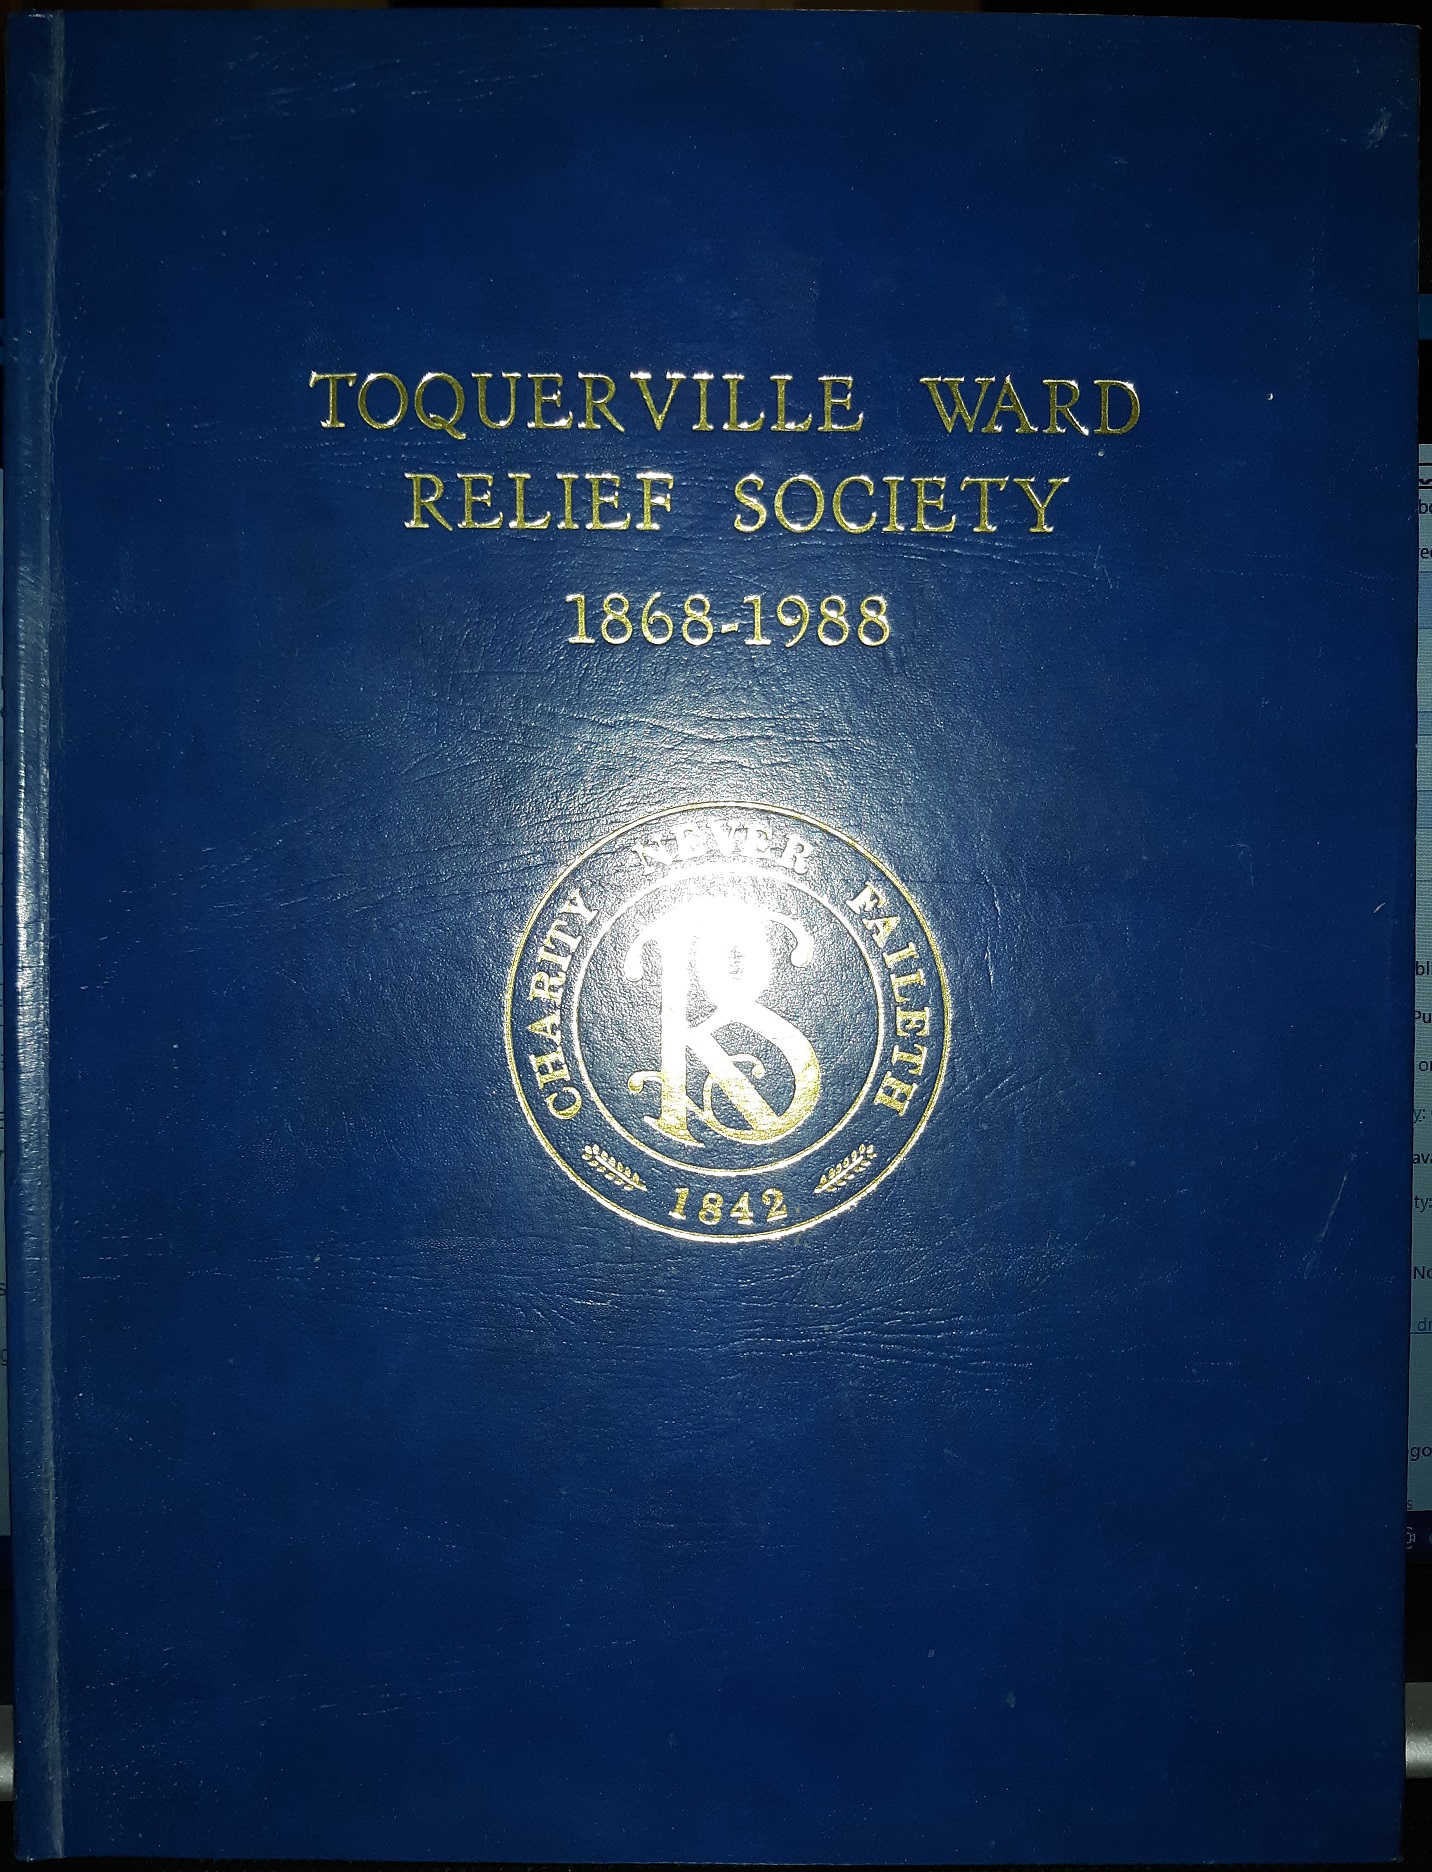 TOQUERVILLE WARD
RELIEF SOCIETY
1868-1988
CHARITY NEVER FAILETH
RS
1842